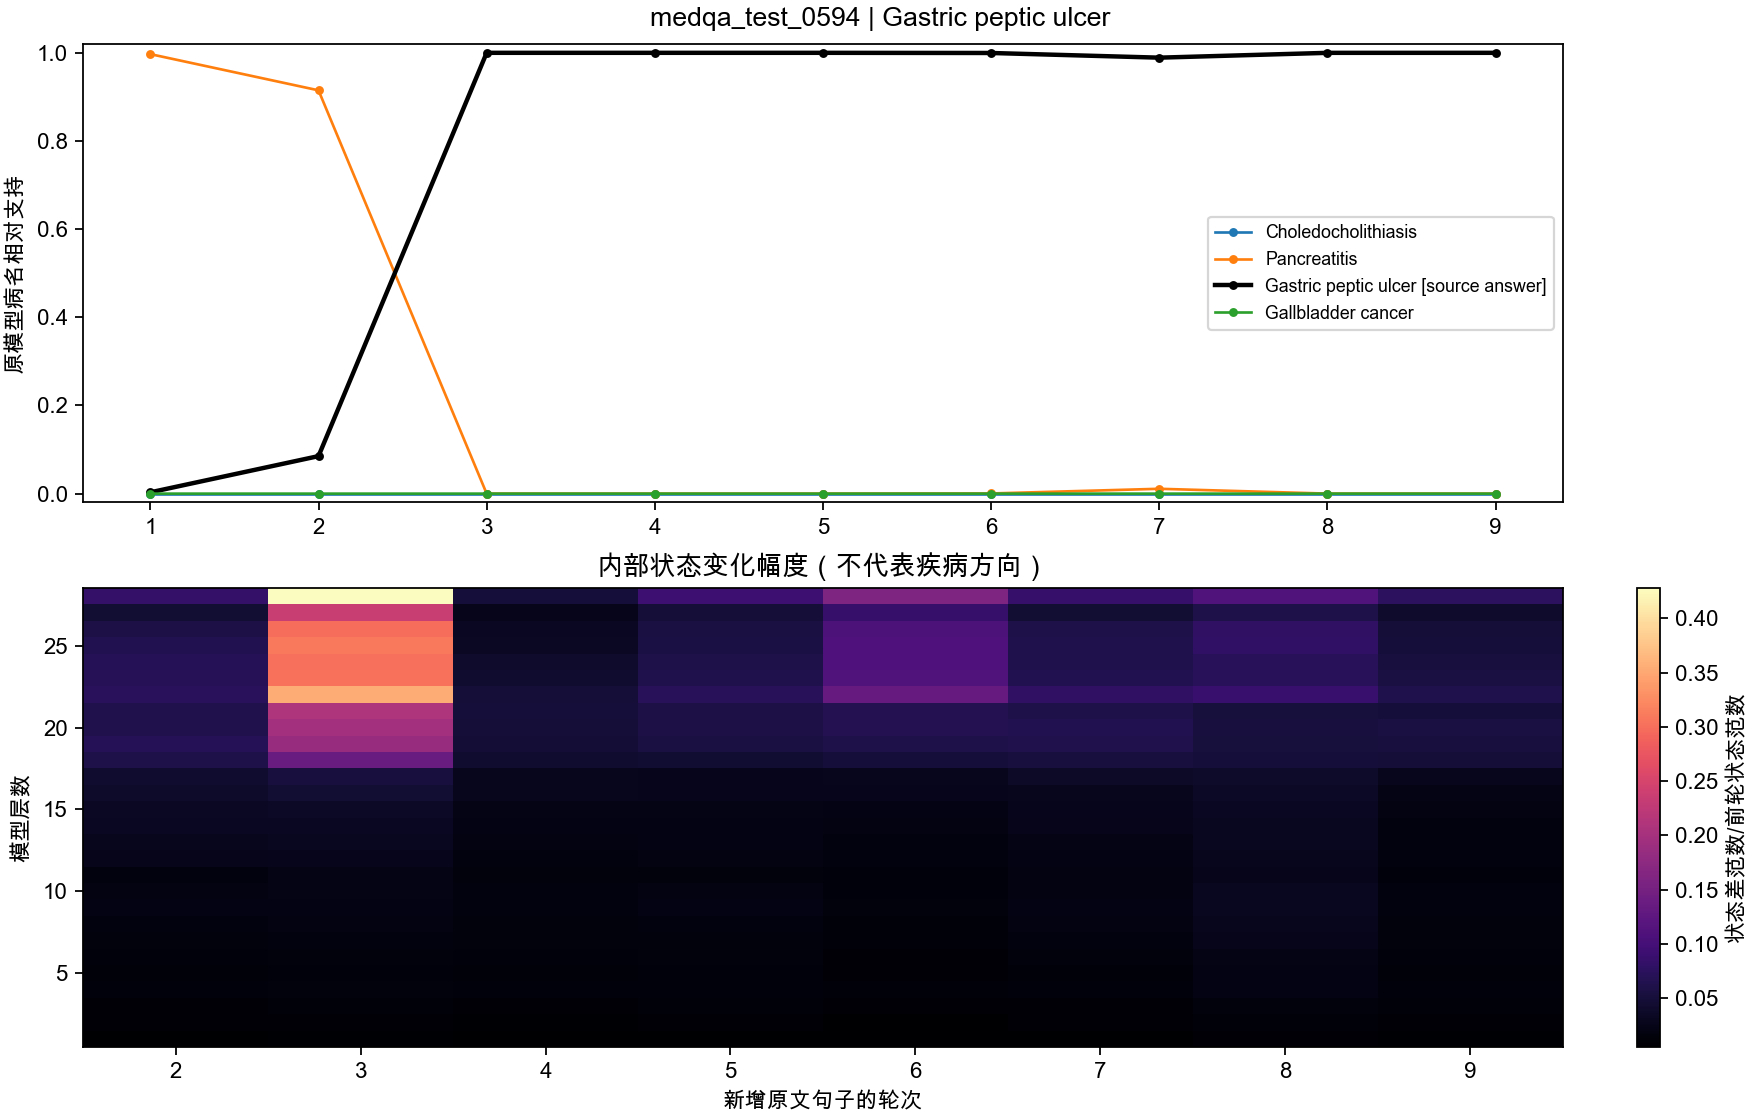 medqa_test_0594 | Gastric peptic ulcer
原模型病名相对支持
1.0
0.8
0.6
0.4
0.2
0.0
Choledocholithiasis
Pancreatitis
Gastric peptic ulcer [source answer]
Gallbladder cancer
1 2 3 4 5 6 7 8 9
内部状态变化幅度（不代表疾病方向）
模型层数
25
20
15
10
5
2 3 4 5 6 7 8 9
新增原文句子的轮次
0.40
0.35
0.30
0.25
0.20
0.15
0.10
0.05
状态差范数/前轮状态范数